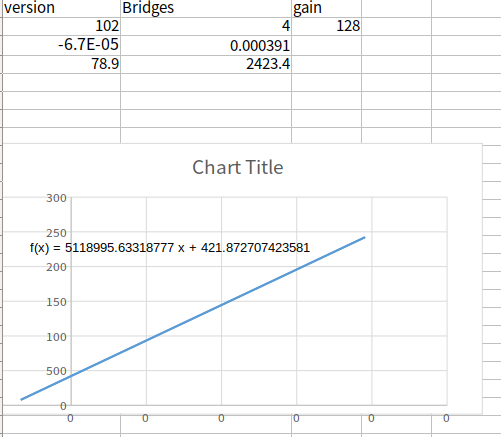 version Bridges gain
102 4 128
-6.7E-05 0.000391
78.9 2423.4
Chart Title
300
250
f(x) = 5118995.63318777 x + 421.872707423581
200
150
100
500
0
0 0 0 0 0 0